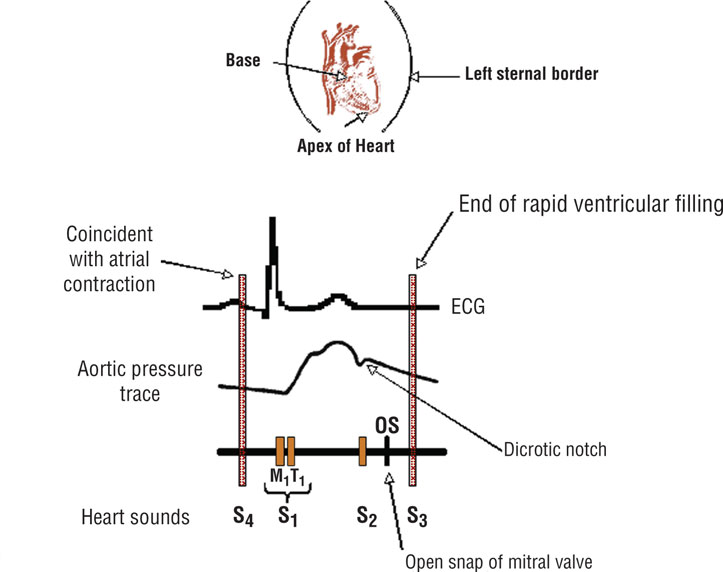 Base
Left sternal border
Apex of Heart
End of rapid ventricular filling
Coincident
with atrial
contraction
ECG
Aortic pressure
trace
OS
Dicrotic notch
M₁T₁
Heart sounds
S₄ S₁ S₂ S₃
Open snap of mitral valve